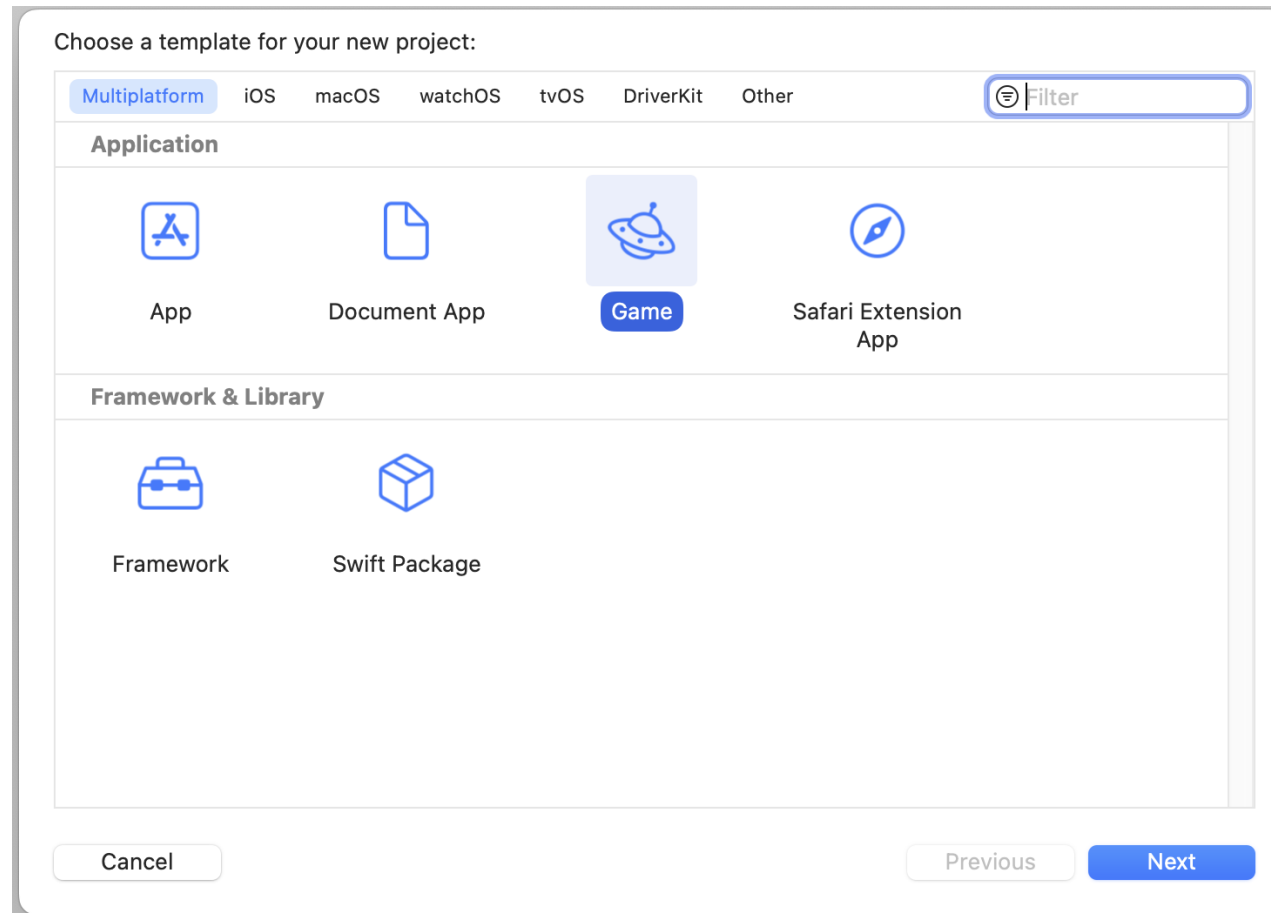 Choose a template for your new project:
Multiplatform iOS macOS watchOS tvOS DriverKit Other Filter
Application
App Document App Game Safari Extension
App
Framework & Library
Framework Swift Package
Cancel Previous Next